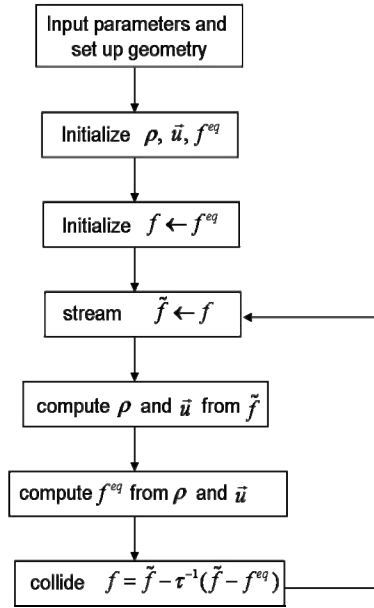 Input parameters and
set up geometry
Initialize ρ, u⃗, f^{eq}
Initialize f ← f^{eq}
stream f̃ ← f
compute ρ and u⃗ from f̃
compute f^{eq} from ρ and u⃗
collide f = f̃ − τ^{-1}(f̃ − f^{eq})